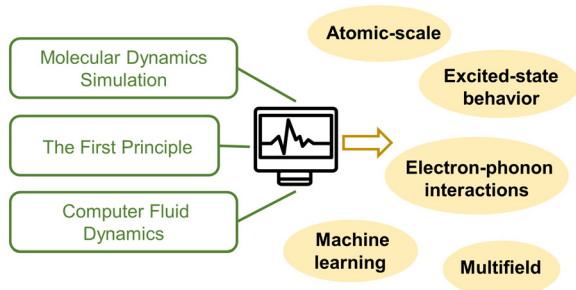 Molecular Dynamics
Simulation
The First Principle
Computer Fluid
Dynamics
Atomic-scale
Excited-state
behavior
Electron-phonon
interactions
Machine
learning
Multifield